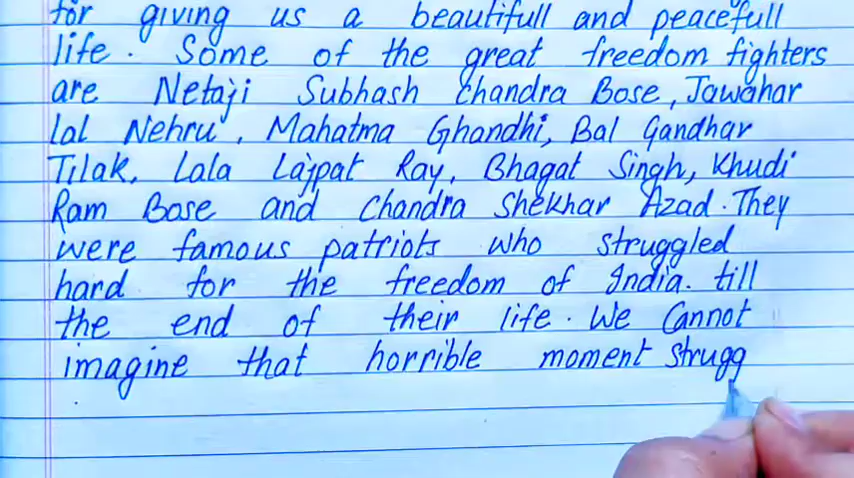 for giving us a beautifull and peacefull
life. Some of the great freedom fighters
are Netaji Subhash Chandra Bose, Jawahar
lal Nehru, Mahatma Ghandhi, Bal Gandhar
Tilak, Lala Lajpat Ray, Bhagat Singh, Khudi
Ram Bose and Chandra Shekhar Azad. They
were famous patriots who struggled
hard for the freedom of India. till
the end of their life. We Cannot
imagine that horrible moment strugg